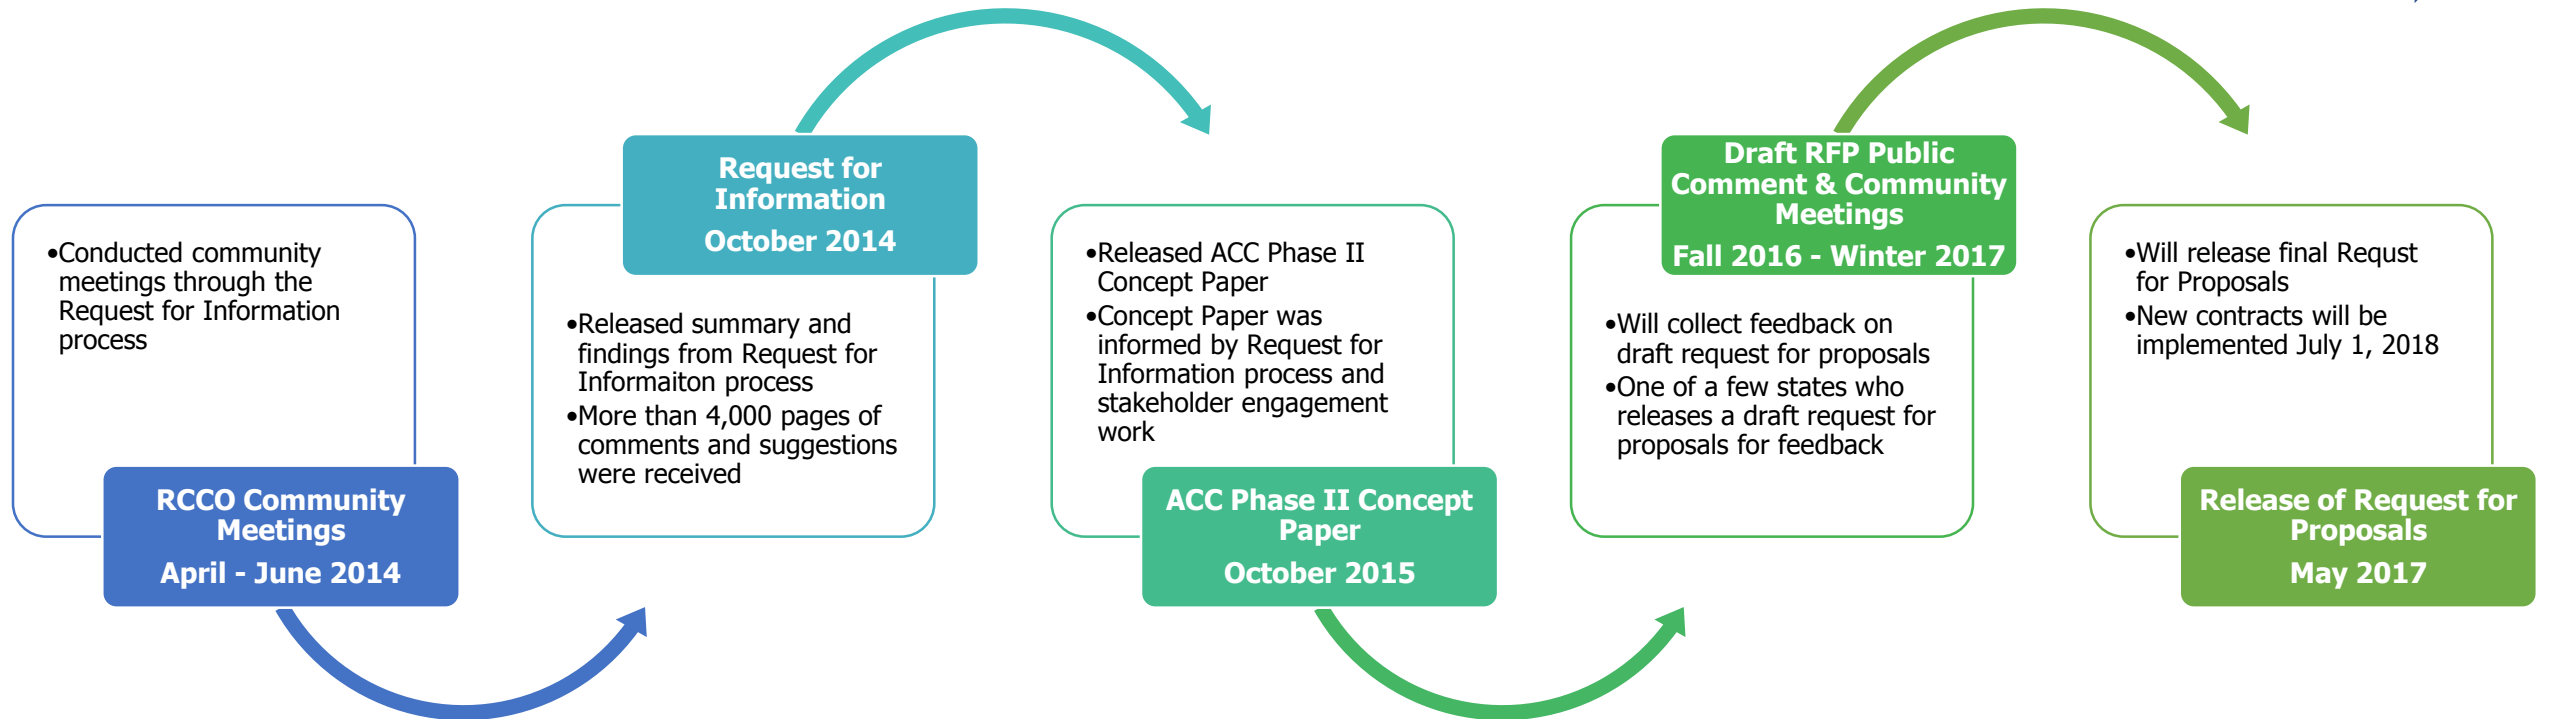 •Conducted community
meetings through the
Request for Information
process
RCCO Community
Meetings
April - June 2014
Request for
Information
October 2014
•Released summary and
findings from Request for
Informaiton process
•More than 4,000 pages of
comments and suggestions
were received
•Released ACC Phase II
Concept Paper
•Concept Paper was
informed by Request for
Information process and
stakeholder engagement
work
ACC Phase II Concept
Paper
October 2015
Draft RFP Public
Comment & Community
Meetings
Fall 2016 - Winter 2017
•Will collect feedback on
draft request for proposals
•One of a few states who
releases a draft request for
proposals for feedback
•Will release final Requst
for Proposals
•New contracts will be
implemented July 1, 2018
Release of Request for
Proposals
May 2017